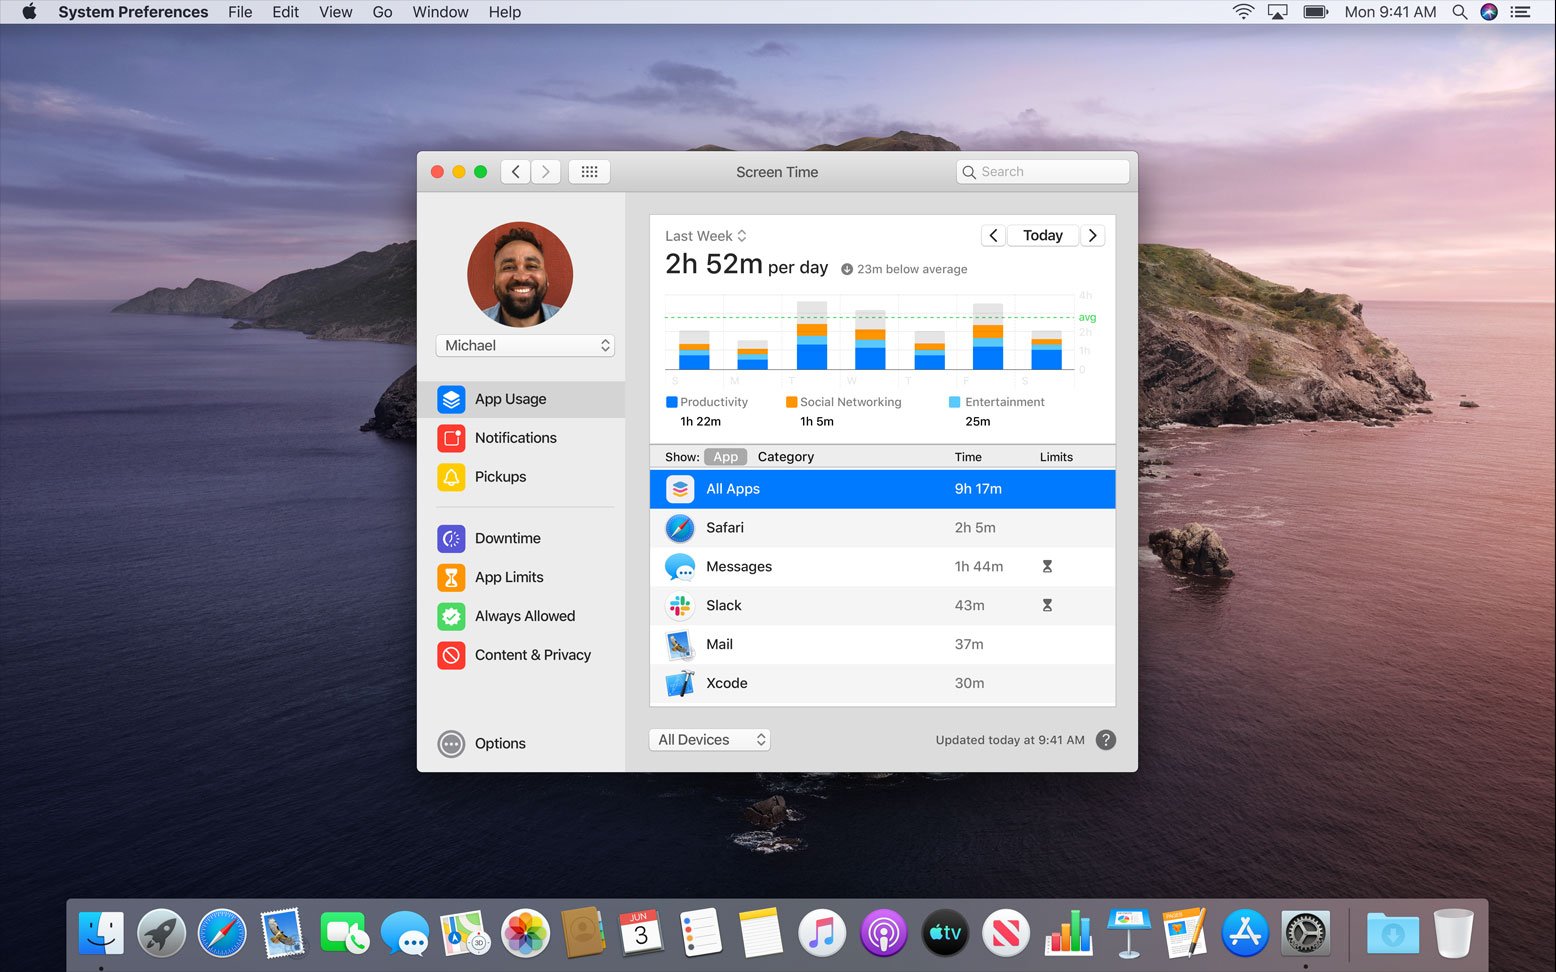 System Preferences File Edit View Go Window Help Mon 9:41 AM
Screen Time
Search
Michael
App Usage
Notifications
Pickups
Downtime
App Limits
Always Allowed
Content & Privacy
Options
Last Week
Today
2h 52m per day 23m below average
4h
avg
2h
1h
0
S M T W T F S
Productivity Social Networking Entertainment
1h 22m 1h 5m 25m
Show: App Category Time Limits
All Apps 9h 17m
Safari 2h 5m
Messages 1h 44m
Slack 43m
Mail 37m
Xcode 30m
All Devices Updated today at 9:41 AM ?
JUN
3
3D
tv
PAGES